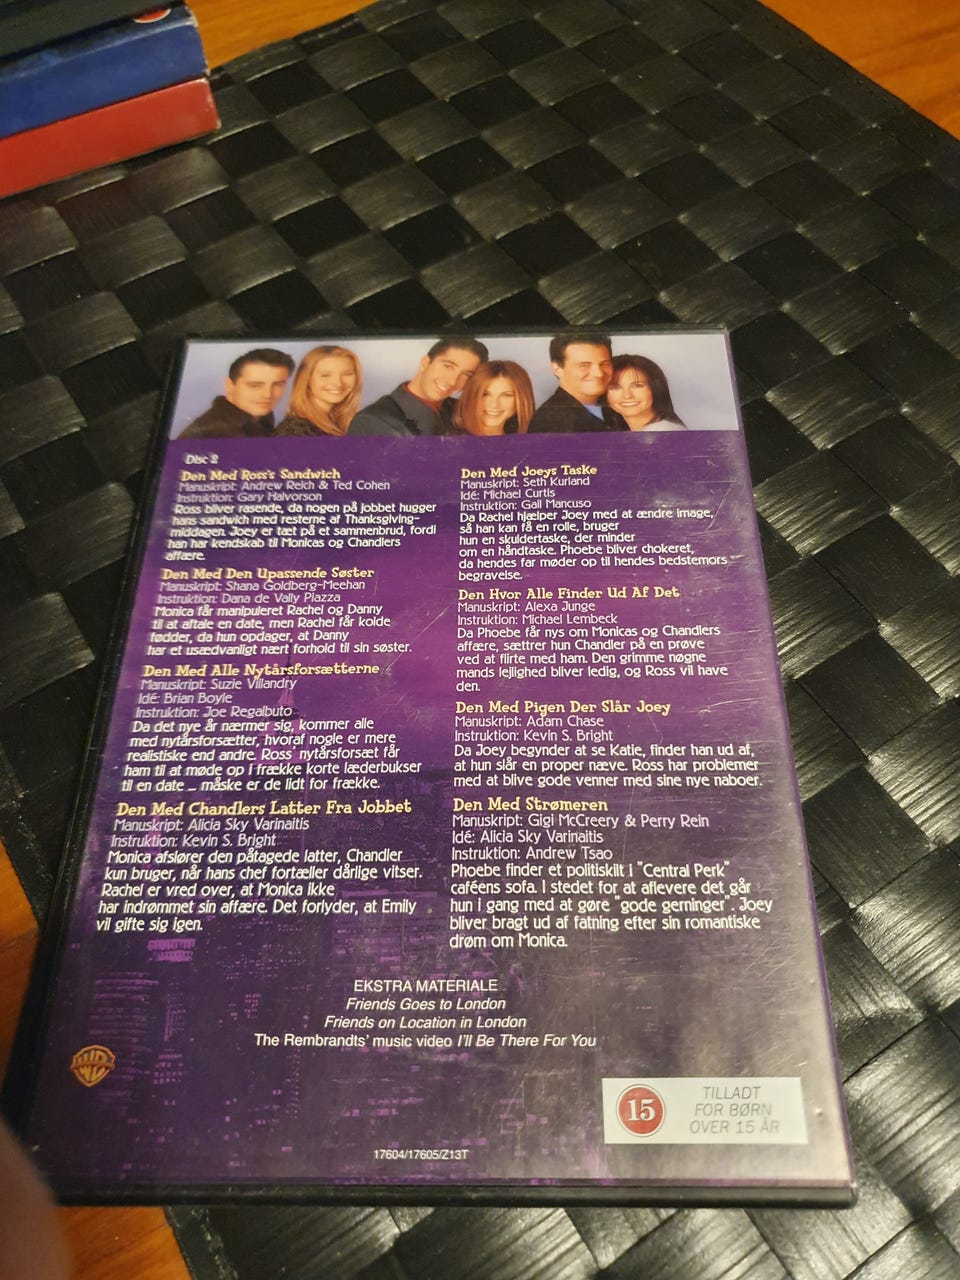 Disc 2
Den Med Ross's Sandwich
Manuskript: Andrew Reich & Ted Cohen
Instruktion: Gary Halvorson
Ross bliver rasende, da nogen på jobbet hugger
hans sandwich med resterne af Thanksgiving-
middagen. Joey er tæt på et sammenbrud, fordi
han har kendskab til Monicas og Chandlers
affære.
Den Med Den Upassende Søster
Manuskript: Shana Goldberg-Meehan
Instruktion: Dana de Vally Piazza
Monica får manipuleret Rachel og Danny
til at aftale en date, men Rachel får kolde
fødder, da hun opdager, at Danny
har et usædvanligt nært forhold til sin søster.
Den Med Alle Nytårsforsætterne
Manuskript: Suzie Villandry
Idé: Brian Boyle
Instruktion: Joe Regalbuto
Da det nye år nærmer sig, kommer alle
med nytårsforsætter, hvoraf nogle er mere
realistiske end andre. Ross' nytårsforsæt får
ham til at møde op i frække korte læderbukser
til en date ... måske er de lidt for frække.
Den Med Chandlers Latter Fra Jobbet
Manuskript: Alicia Sky Varinaitis
Instruktion: Kevin S. Bright
Monica afslører den påtagede latter, Chandler
kun bruger, når hans chef fortæller dårlige vitser.
Rachel er vred over, at Monica ikke
har indrømmet sin affære. Det forlyder, at Emily
vil gifte sig igen.
Den Med Joeys Taske
Manuskript: Seth Kurland
Idé: Michael Curtis
Instruktion: Gail Mancuso
Da Rachel hjælper Joey med at ændre image,
så han kan få en rolle, bruger
hun en skuldertaske, der minder
om en håndtaske. Phoebe bliver chokeret,
da hendes far møder op til hendes bedstemors
begravelse.
Den Hvor Alle Finder Ud Af Det
Manuskript: Alexa Junge
Instruktion: Michael Lembeck
Da Phoebe får nys om Monicas og Chandlers
affære, sætrer hun Chandler på en prøve
ved at flirte med ham. Den grimme nøgne
mands lejlighed bliver ledig, og Ross vil have
den.
Den Med Pigen Der Slår Joey
Manuskript: Adam Chase
Instruktion: Kevin S. Bright
Da Joey begynder at se Katie, finder han ud af,
at hun slår en proper næve. Ross har problemer
med at blive gode venner med sine nye naboer.
Den Med Strømeren
Manuskript: Gigi McCreery & Perry Rein
Idé: Alicia Sky Varinaitis
Instruktion: Andrew Tsao
Phoebe finder et politiskilt i "Central Perk"
caféens sofa. I stedet for at aflevere det går
hun i gang med at gøre "gode gerninger". Joey
bliver bragt ud af fatning efter sin romantiske
drøm om Monica.
EKSTRA MATERIALE
Friends Goes to London
Friends on Location in London
The Rembrandts' music video I'll Be There For You
WB
15
TILLADT
FOR BØRN
OVER 15 ÅR
17604/17605/Z13T